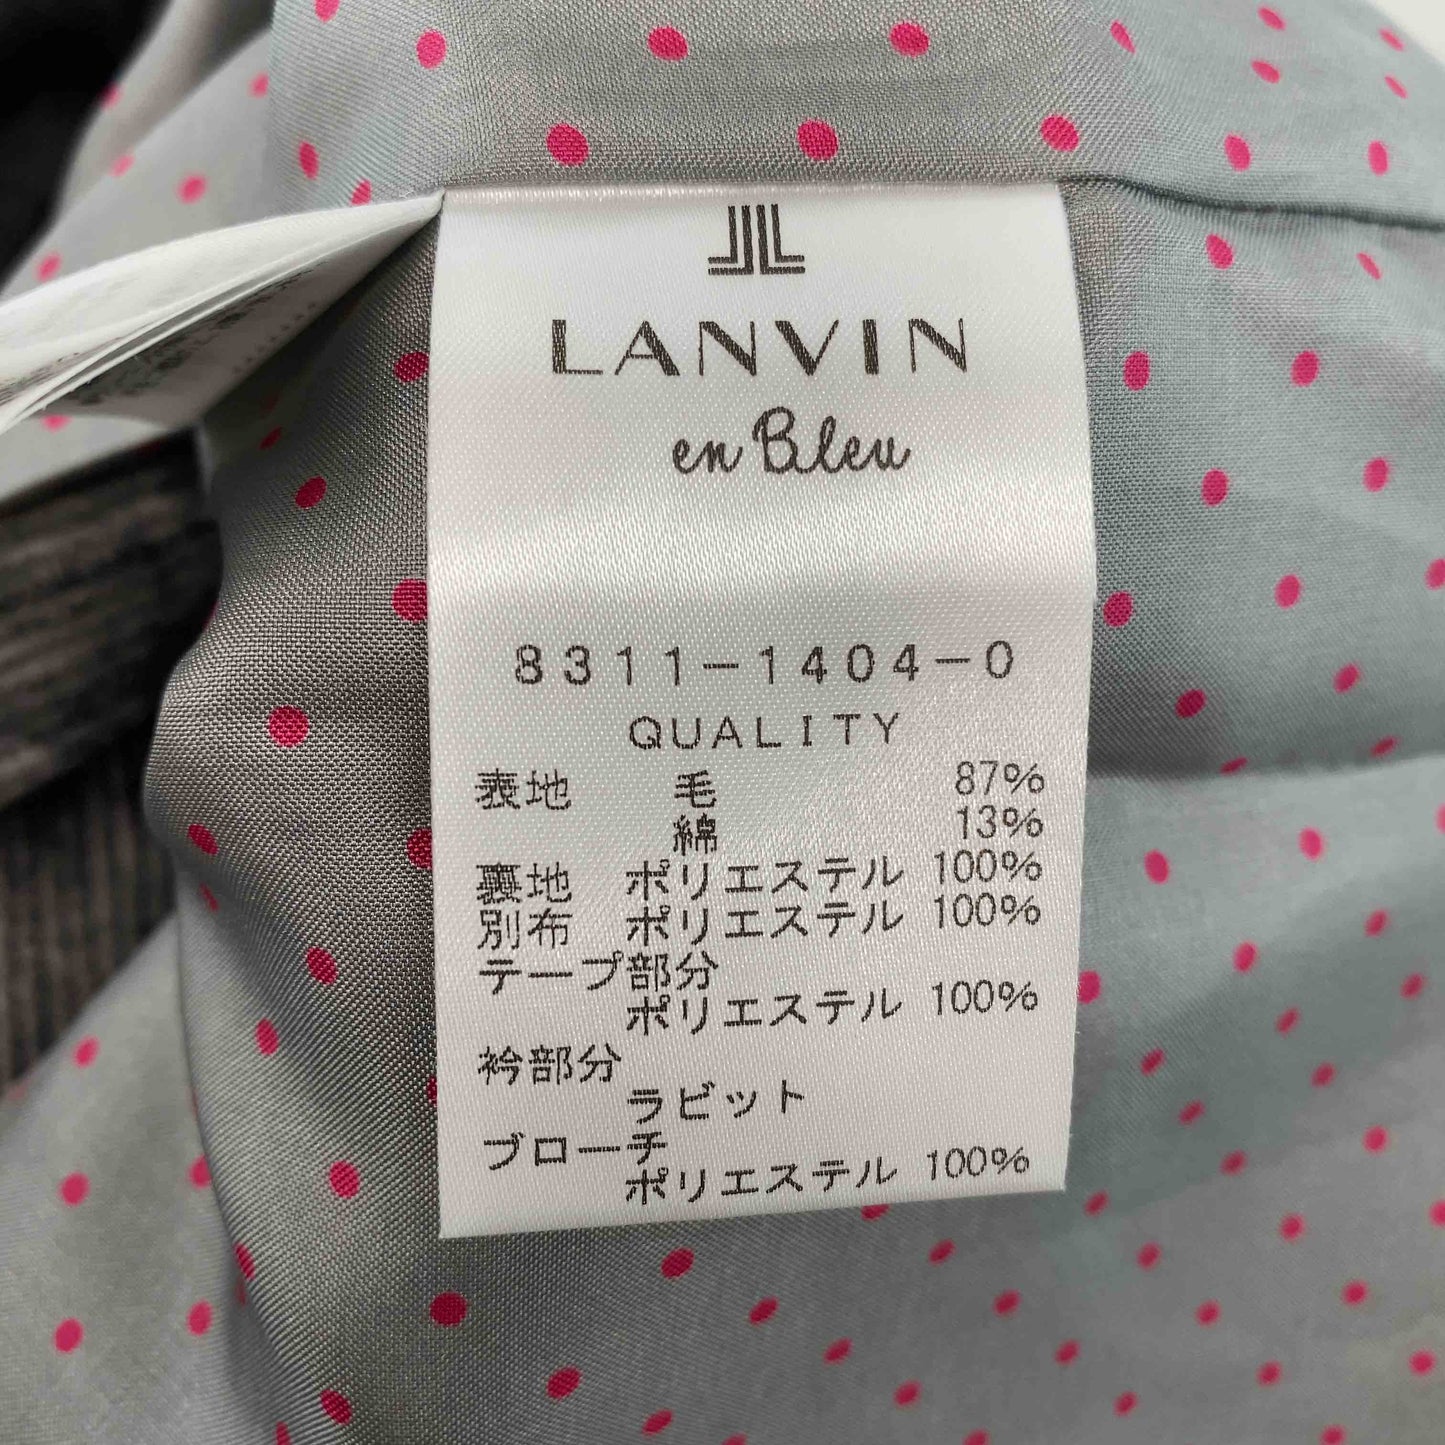 LANVIN
en Bleu
8311-1404-0
QUALITY
表地 毛 87%
綿 13%
裏地 ポリエステル 100%
別布 ポリエステル 100%
テープ部分
ポリエステル 100%
衿部分
ラビット
ブローチ
ポリエステル 100%